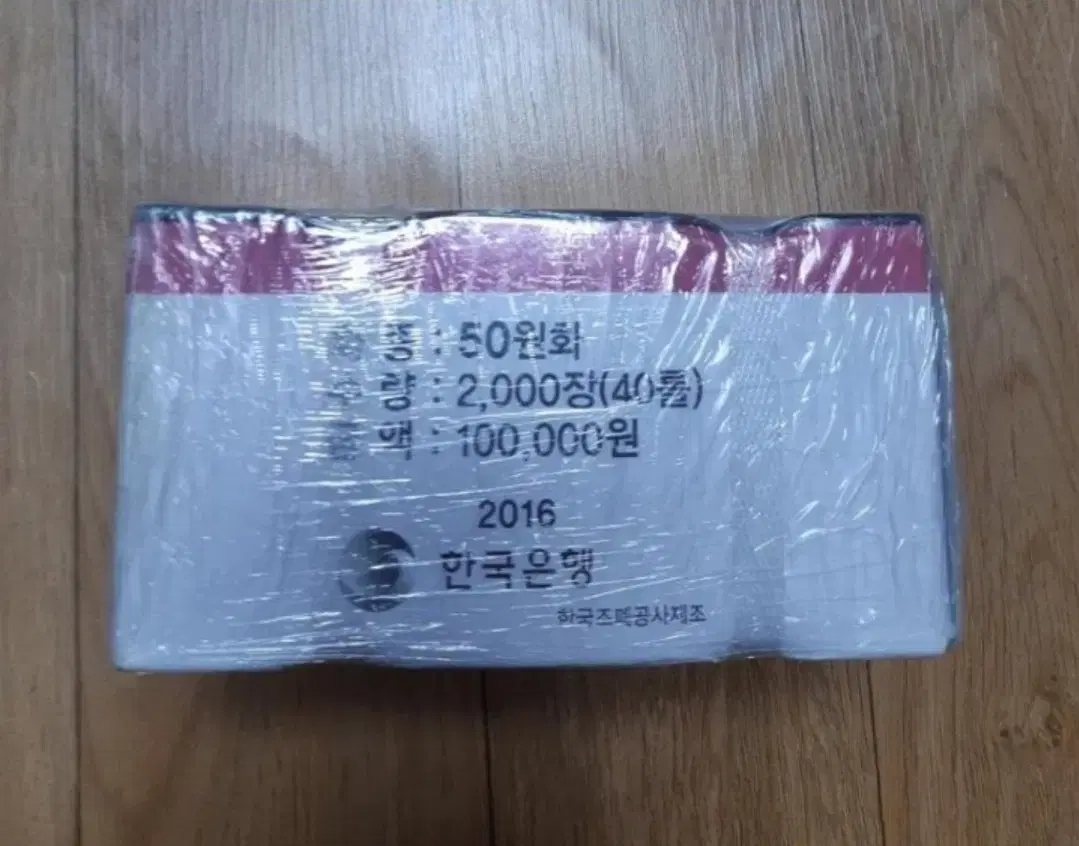 종 : 50원화
량 : 2,000장(40롤)
액 : 100,000원
2016
한국은행
한국조폐공사제조